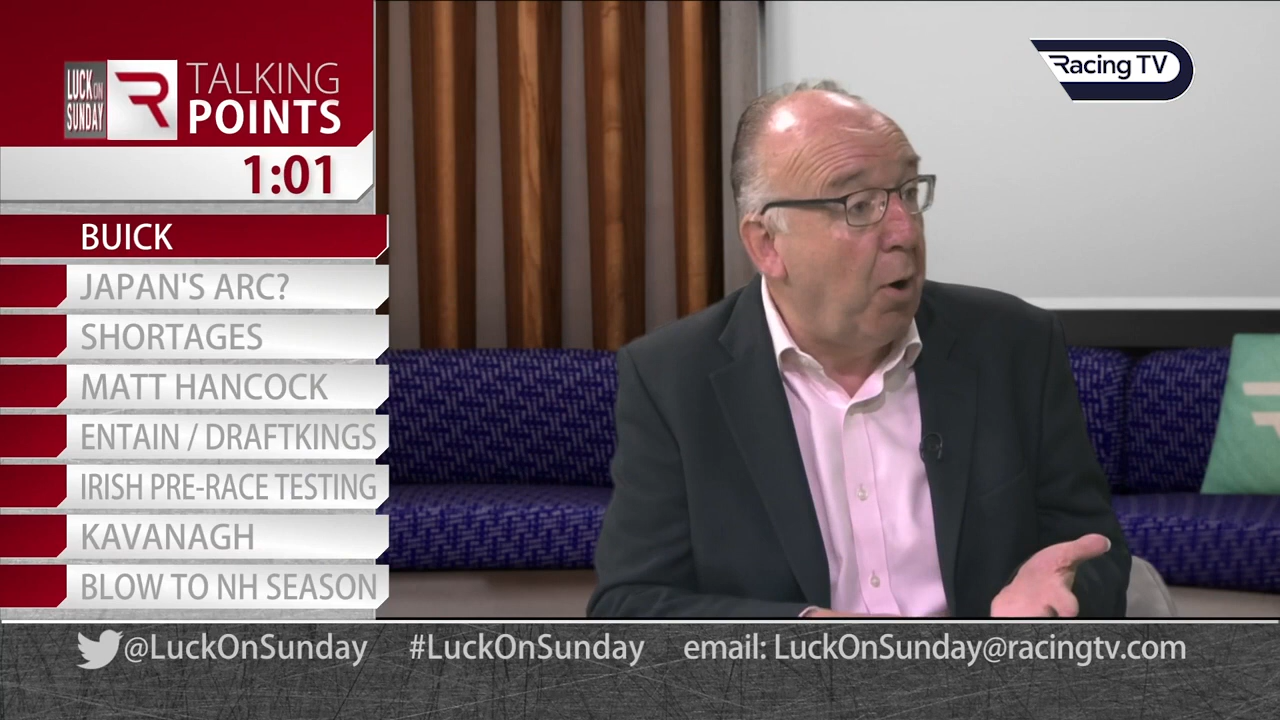 LUCK ON
SUNDAY
TALKING
POINTS
1:01
BUICK
JAPAN'S ARC?
SHORTAGES
MATT HANCOCK
ENTAIN / DRAFTKINGS
IRISH PRE-RACE TESTING
KAVANAGH
BLOW TO NH SEASON
Racing TV
@LuckOnSunday #LuckOnSunday email: LuckOnSunday@racingtv.com